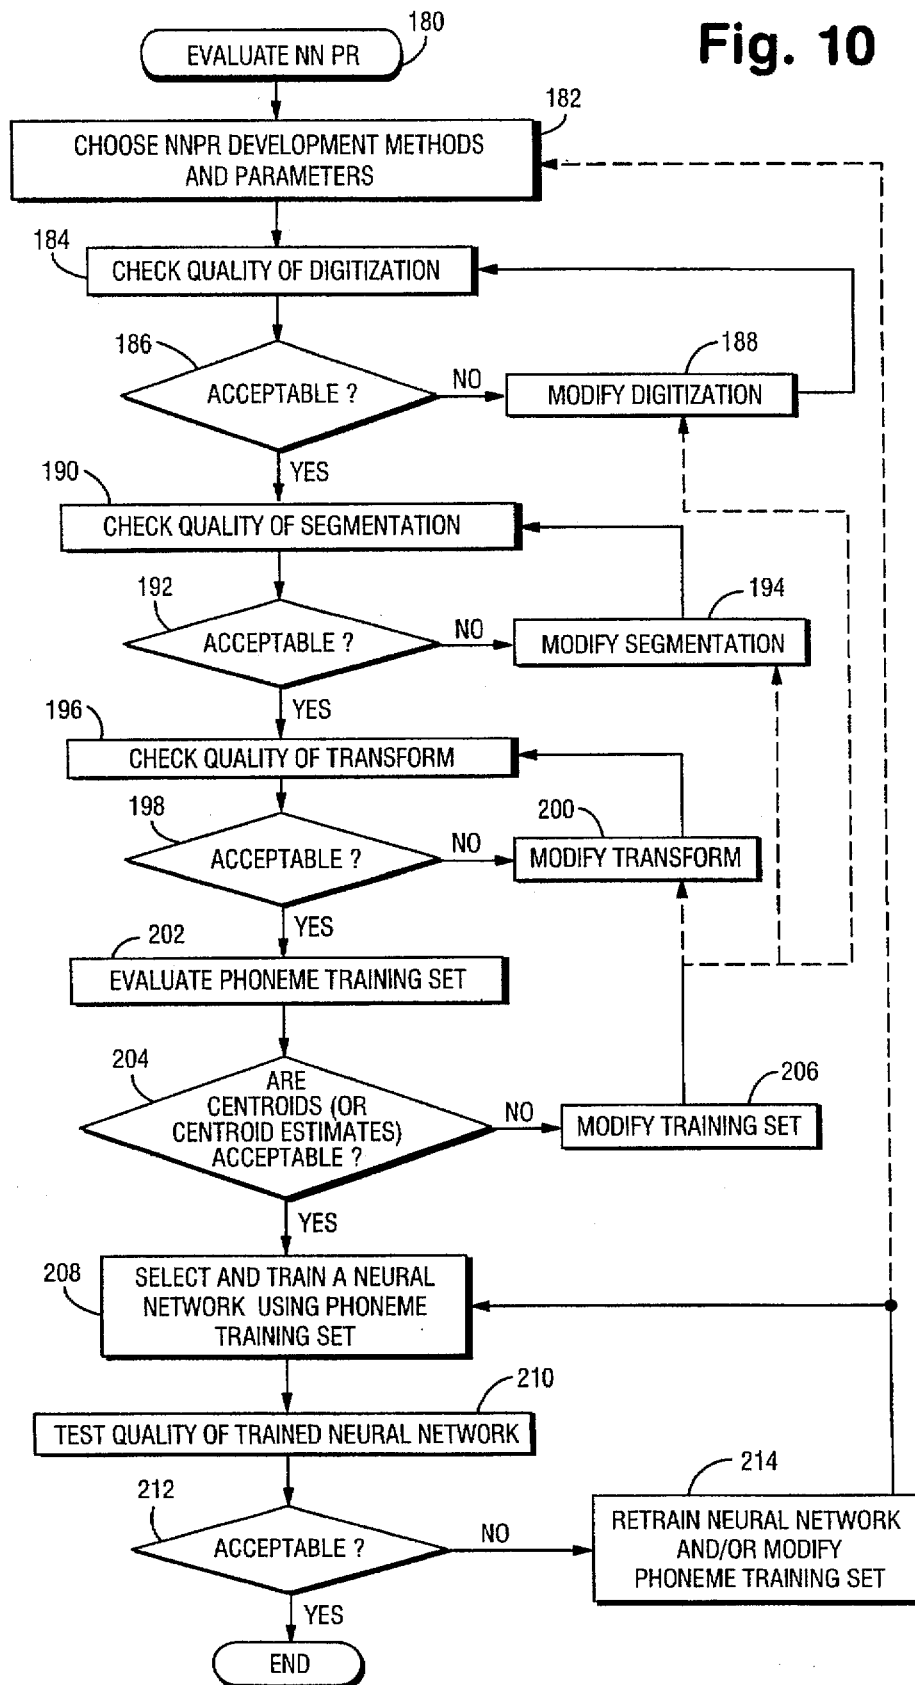 Fig. 10
180
EVALUATE NN PR
182
CHOOSE NNPR DEVELOPMENT METHODS
AND PARAMETERS
184
CHECK QUALITY OF DIGITIZATION
186
ACCEPTABLE ?
NO
188
MODIFY DIGITIZATION
YES
190
CHECK QUALITY OF SEGMENTATION
192
ACCEPTABLE ?
NO
194
MODIFY SEGMENTATION
YES
196
CHECK QUALITY OF TRANSFORM
198
ACCEPTABLE ?
NO
200
MODIFY TRANSFORM
YES
202
EVALUATE PHONEME TRAINING SET
204
ARE
CENTROIDS (OR
CENTROID ESTIMATES)
ACCEPTABLE ?
NO
206
MODIFY TRAINING SET
YES
208
SELECT AND TRAIN A NEURAL
NETWORK USING PHONEME
TRAINING SET
210
TEST QUALITY OF TRAINED NEURAL NETWORK
212
ACCEPTABLE ?
NO
214
RETRAIN NEURAL NETWORK
AND/OR MODIFY
PHONEME TRAINING SET
YES
END